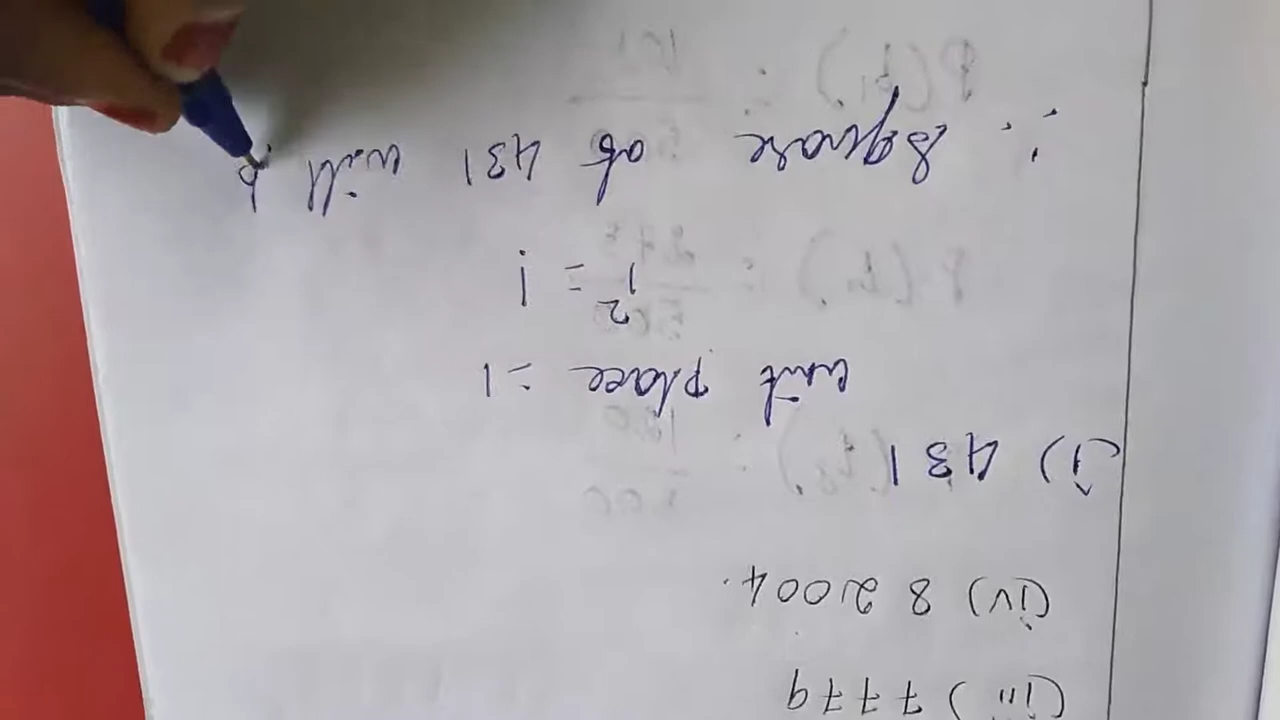 (iii) 7779
(iv) 82004.
(i) 431
unit place = 1
1² = 1
∴ Square of 431 will b